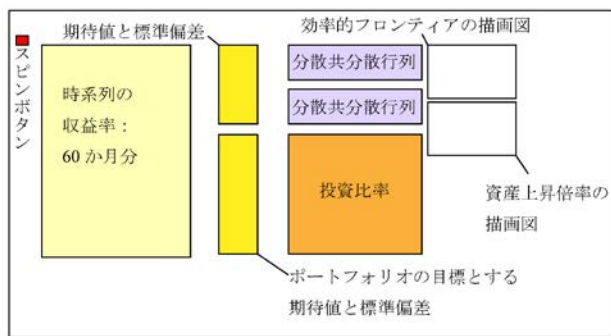 期待値と標準偏差
効率的フロンティアの描画図
スピンボタン
時系列の
収益率：
60 か月分
分散共分散行列
分散共分散行列
投資比率
資産上昇倍率の
描画図
ポートフォリオの目標とする
期待値と標準偏差